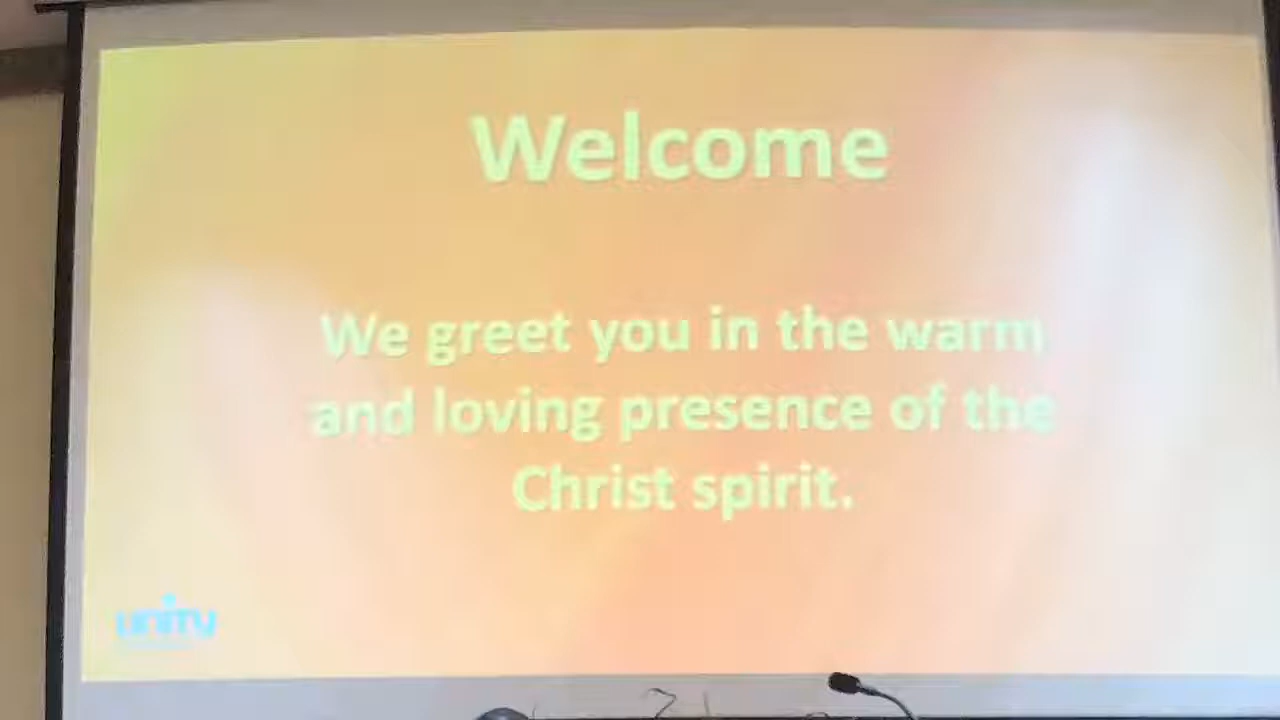 Welcome
We greet you in the warm
and loving presence of the
Christ spirit.
unity